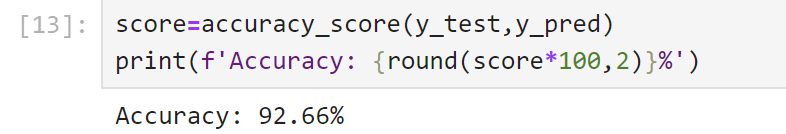 [13]: score=accuracy_score(y_test,y_pred)
print(f'Accuracy: {round(score*100,2)}%')
Accuracy: 92.66%